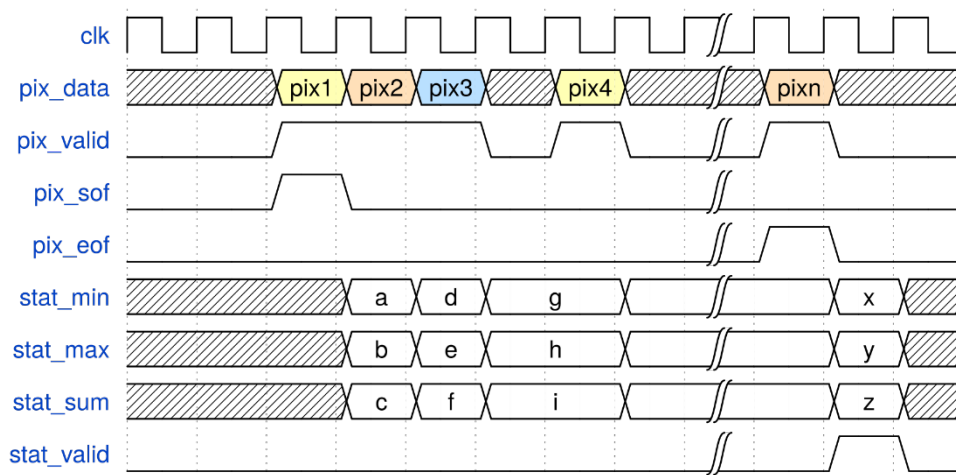 clk
pix_data pix1 pix2 pix3 pix4 pixn
pix_valid
pix_sof
pix_eof
stat_min a d g x
stat_max b e h y
stat_sum c f i z
stat_valid